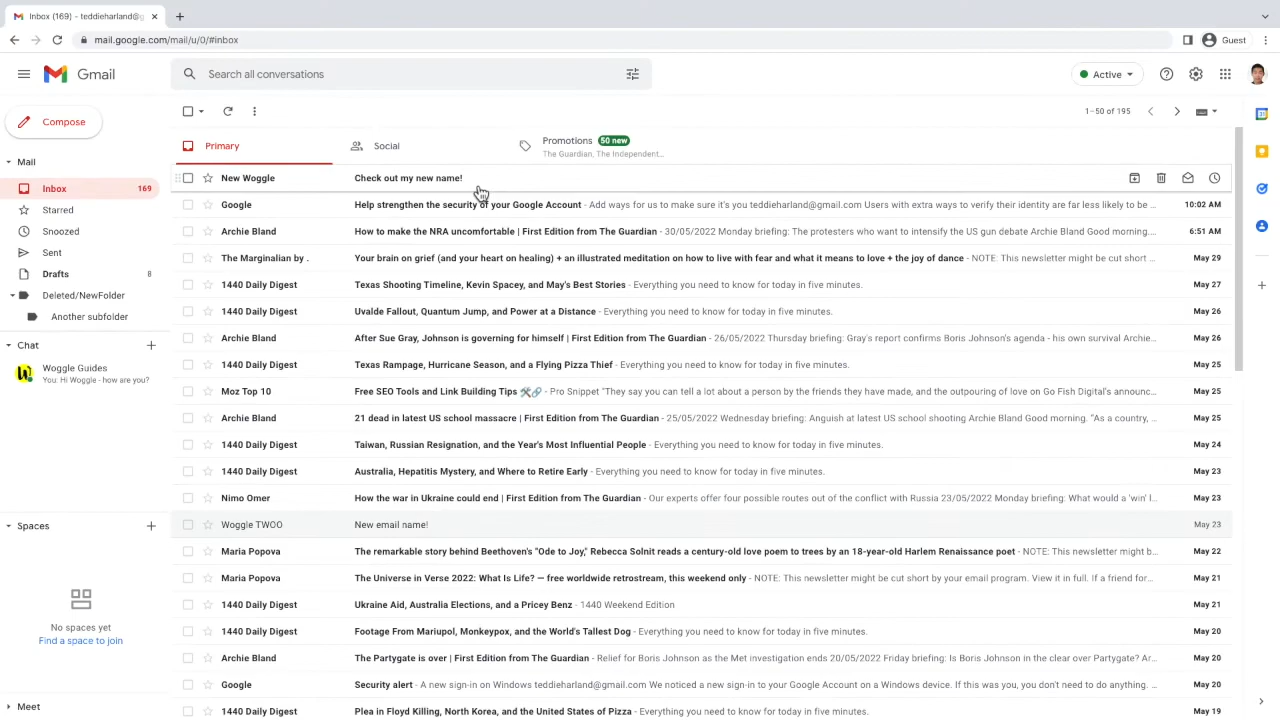 Inbox (169) - teddieharland@g
mail.google.com/mail/u/0/#inbox
Guest
Gmail
Search all conversations
Active
Compose
1–50 of 195
Mail
Inbox 169
Starred
Snoozed
Sent
Drafts 8
Deleted/NewFolder
Another subfolder
Chat
Woggle Guides
You: Hi Woggle - how are you?
Spaces
No spaces yet
Find a space to join
Meet
Primary
Social
Promotions 50 new
The Guardian, The Independent...
New Woggle Check out my new name!
Google Help strengthen the security of your Google Account - Add ways for us to make sure it's you teddieharland@gmail.com Users with extra ways to verify their identity are far less likely to be ... 10:02 AM
Archie Bland How to make the NRA uncomfortable | First Edition from The Guardian - 30/05/2022 Monday briefing: The protesters who want to intensify the US gun debate Archie Bland Good morning.... 6:51 AM
The Marginalian by . Your brain on grief (and your heart on healing) + an illustrated meditation on how to live with fear and what it means to love + the joy of dance - NOTE: This newsletter might be cut short ... May 29
1440 Daily Digest Texas Shooting Timeline, Kevin Spacey, and May's Best Stories - Everything you need to know for today in five minutes. May 27
1440 Daily Digest Uvalde Fallout, Quantum Jump, and Power at a Distance - Everything you need to know for today in five minutes. May 26
Archie Bland After Sue Gray, Johnson is governing for himself | First Edition from The Guardian - 26/05/2022 Thursday briefing: Gray's report confirms Boris Johnson's agenda - his own survival Archie... May 26
1440 Daily Digest Texas Rampage, Hurricane Season, and a Flying Pizza Thief - Everything you need to know for today in five minutes. May 25
Moz Top 10 Free SEO Tools and Link Building Tips 🛠️🔗 - Pro Snippet "They say you can tell a lot about a person by the friends they have made, and the outpouring of love on Go Fish Digital's announc... May 25
Archie Bland 21 dead in latest US school massacre | First Edition from The Guardian - 25/05/2022 Wednesday briefing: Anguish at latest US school shooting Archie Bland Good morning. "As a country, ... May 25
1440 Daily Digest Taiwan, Russian Resignation, and the Year's Most Influential People - Everything you need to know for today in five minutes. May 24
1440 Daily Digest Australia, Hepatitis Mystery, and Where to Retire Early - Everything you need to know for today in five minutes. May 23
Nimo Omer How the war in Ukraine could end | First Edition from The Guardian - Our experts offer four possible routes out of the conflict with Russia 23/05/2022 Monday briefing: What would a 'win' l... May 23
Woggle TWOO New email name! May 23
Maria Popova The remarkable story behind Beethoven's "Ode to Joy," Rebecca Solnit reads a century-old love poem to trees by an 18-year-old Harlem Renaissance poet - NOTE: This newsletter might b... May 22
Maria Popova The Universe in Verse 2022: What Is Life? — free worldwide retrostream, this weekend only - NOTE: This newsletter might be cut short by your email program. View it in full. If a friend for... May 21
1440 Daily Digest Ukraine Aid, Australia Elections, and a Pricey Benz - 1440 Weekend Edition May 21
1440 Daily Digest Footage From Mariupol, Monkeypox, and the World's Tallest Dog - Everything you need to know for today in five minutes. May 20
Archie Bland The Partygate is over | First Edition from The Guardian - Relief for Boris Johnson as the Met investigation ends 20/05/2022 Friday briefing: Is Boris Johnson in the clear over Partygate? Ar... May 20
Google Security alert - A new sign-in on Windows teddieharland@gmail.com We noticed a new sign-in to your Google Account on a Windows device. If this was you, you don't need to do anything. ... May 20
1440 Daily Digest Plea in Floyd Killing, North Korea, and the United States of Pizza - Everything you need to know for today in five minutes. May 19